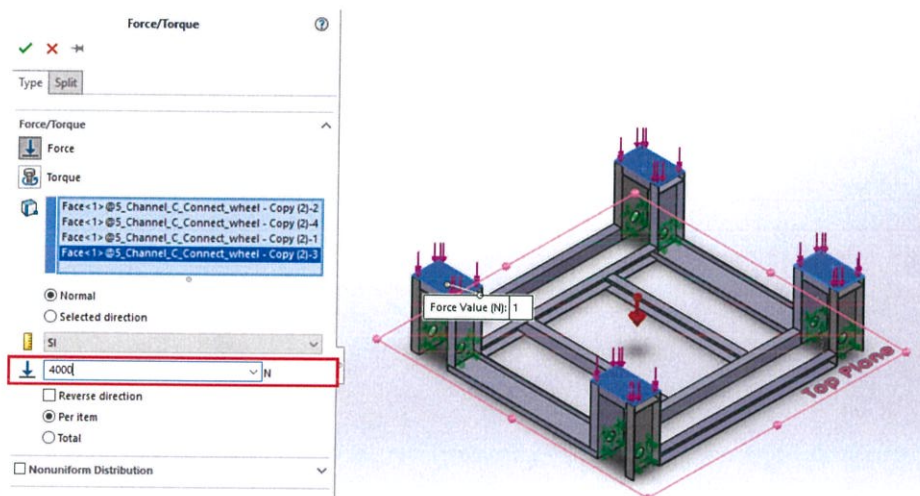 Force/Torque
Type Split
Force/Torque
Force
Torque
Face<1>@5_Channel_C_Connect_wheel - Copy (2)-2
Face<1>@5_Channel_C_Connect_wheel - Copy (2)-4
Face<1>@5_Channel_C_Connect_wheel - Copy (2)-1
Face<1>@5_Channel_C_Connect_wheel - Copy (2)-3
Normal
Selected direction
SI
4000 N
Reverse direction
Per item
Total
Nonuniform Distribution
Force Value (N): 1
Top Plane